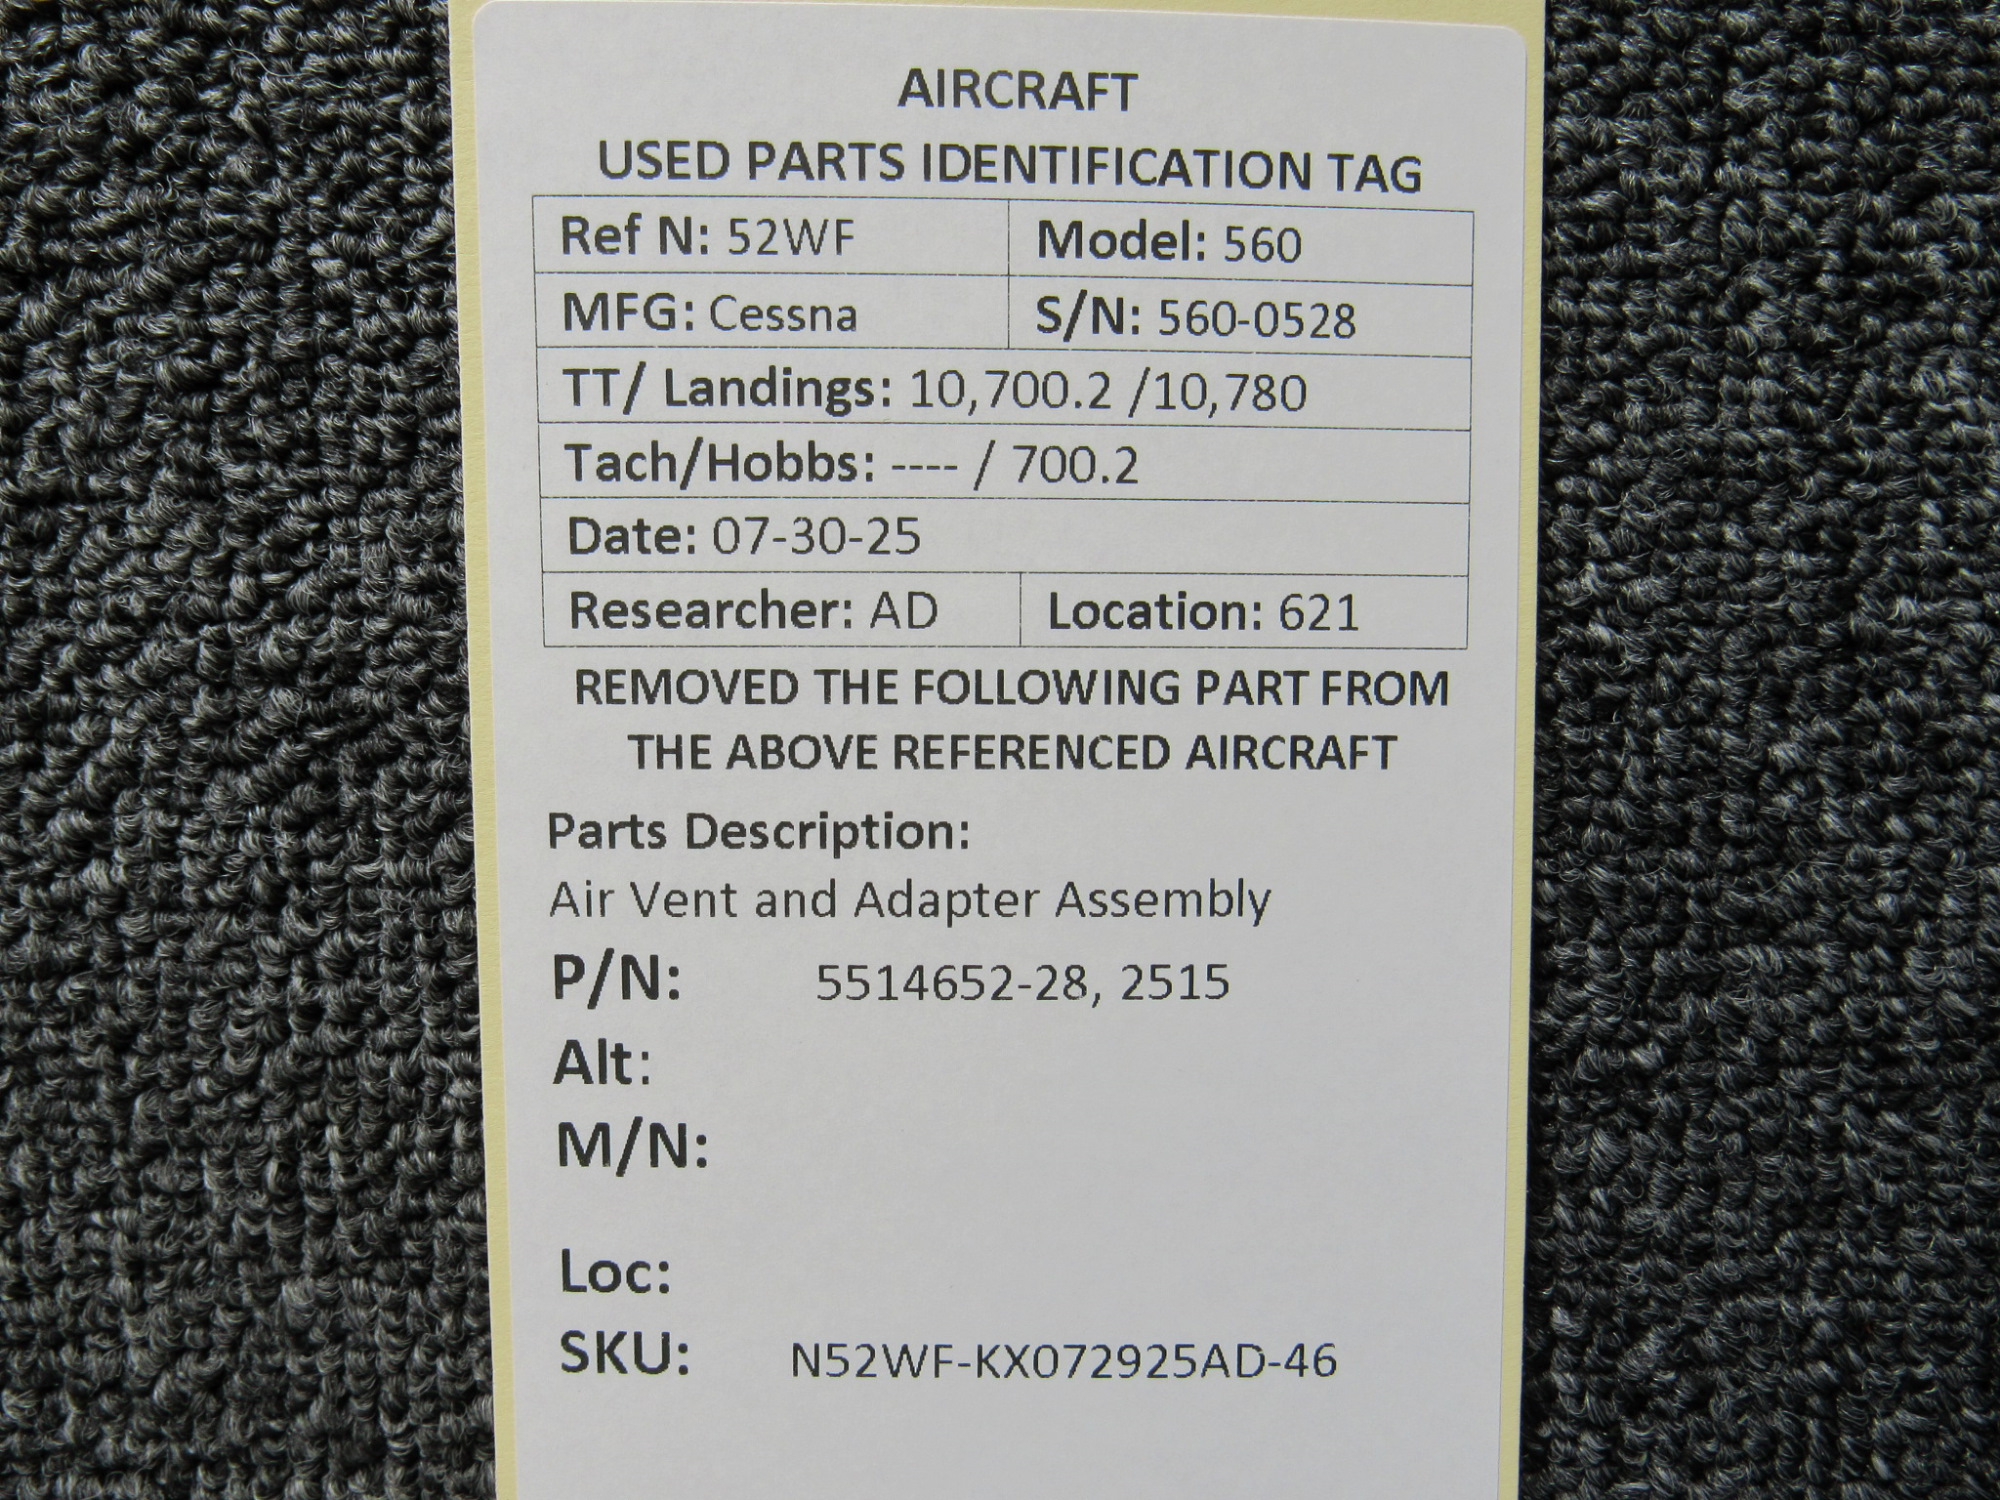 AIRCRAFT
USED PARTS IDENTIFICATION TAG
Ref N: 52WF Model: 560
MFG: Cessna S/N: 560-0528
TT/ Landings: 10,700.2 /10,780
Tach/Hobbs: ---- / 700.2
Date: 07-30-25
Researcher: AD Location: 621
REMOVED THE FOLLOWING PART FROM
THE ABOVE REFERENCED AIRCRAFT
Parts Description:
Air Vent and Adapter Assembly
P/N: 5514652-28, 2515
Alt:
M/N:
Loc:
SKU: N52WF-KX072925AD-46